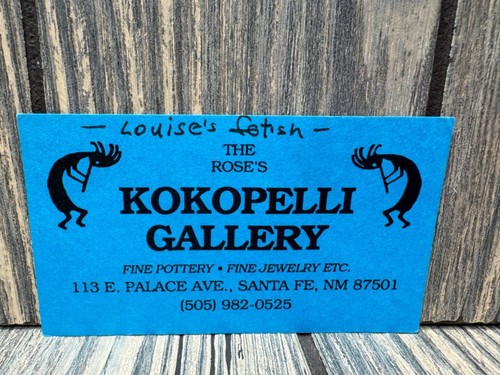 - Louise's fetish -
THE
ROSE'S
KOKOPELLI
GALLERY
FINE POTTERY • FINE JEWELRY ETC.
113 E. PALACE AVE., SANTA FE, NM 87501
(505) 982-0525